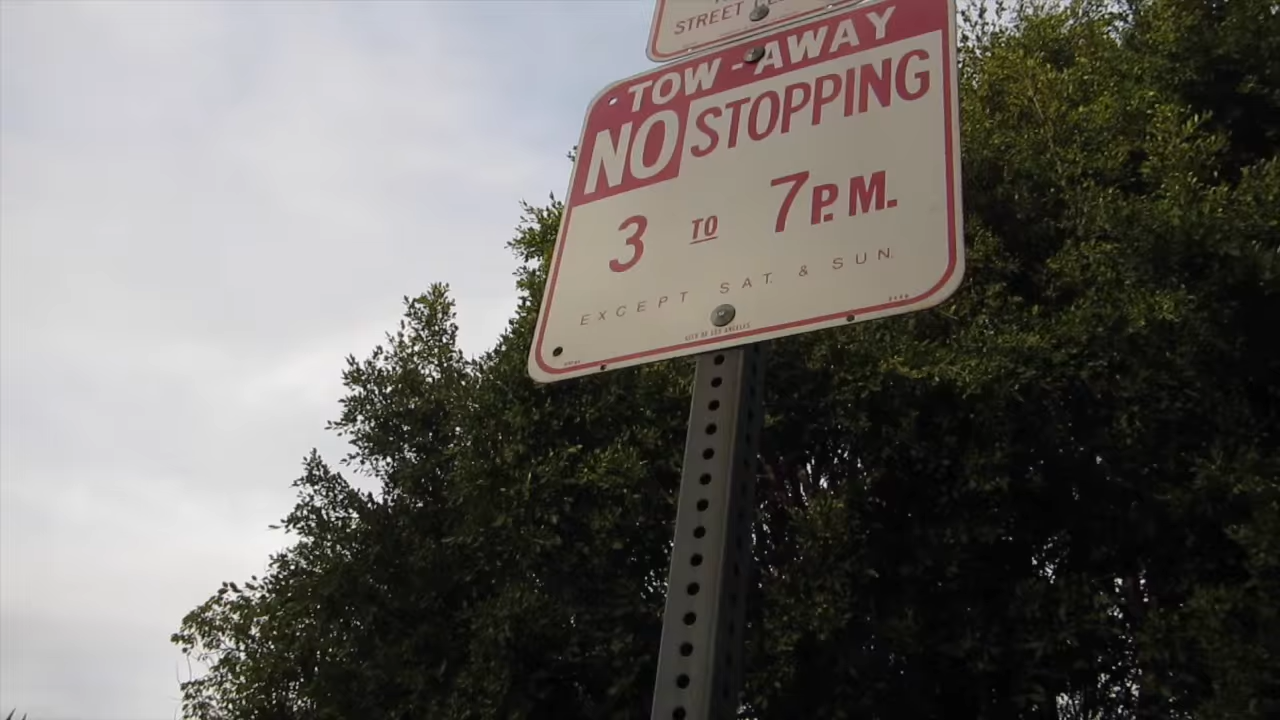 STREET
TOW-AWAY
NO STOPPING
3 TO 7 P.M.
EXCEPT SAT. & SUN.
CITY OF LOS ANGELES